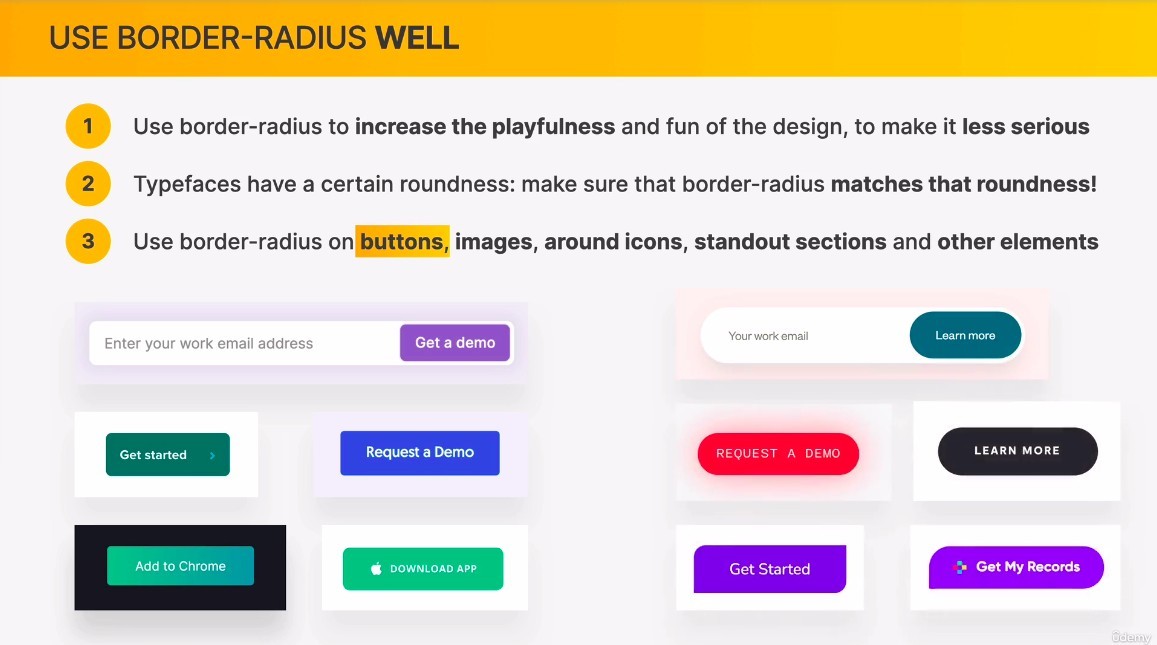 USE BORDER-RADIUS WELL
1 Use border-radius to increase the playfulness and fun of the design, to make it less serious
2 Typefaces have a certain roundness: make sure that border-radius matches that roundness!
3 Use border-radius on buttons, images, around icons, standout sections and other elements
Enter your work email address Get a demo
Your work email Learn more
Get started
Request a Demo
REQUEST A DEMO
LEARN MORE
Add to Chrome
DOWNLOAD APP
Get Started
Get My Records
ûdemy